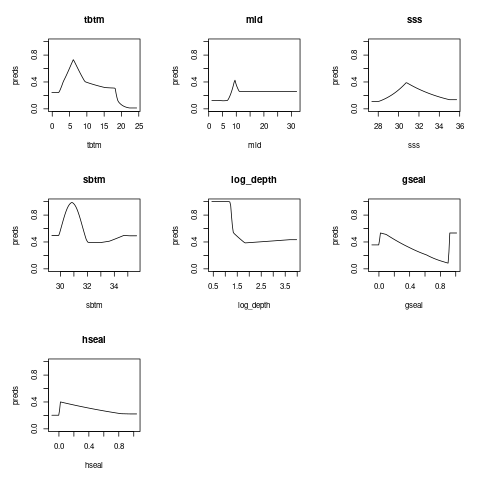 tbtm mld sss
preds 0.0 0.4 0.8 preds 0.0 0.4 0.8 preds 0.0 0.4 0.8
0 5 10 15 20 25 0 5 10 20 30 28 30 32 34 36
tbtm mld sss
sbtm log_depth gseal
preds 0.0 0.4 0.8 preds 0.0 0.4 0.8 preds 0.0 0.4 0.8
30 32 34 0.5 1.5 2.5 3.5 0.0 0.4 0.8
sbtm log_depth gseal
hseal
preds 0.0 0.4 0.8
0.0 0.4 0.8
hseal